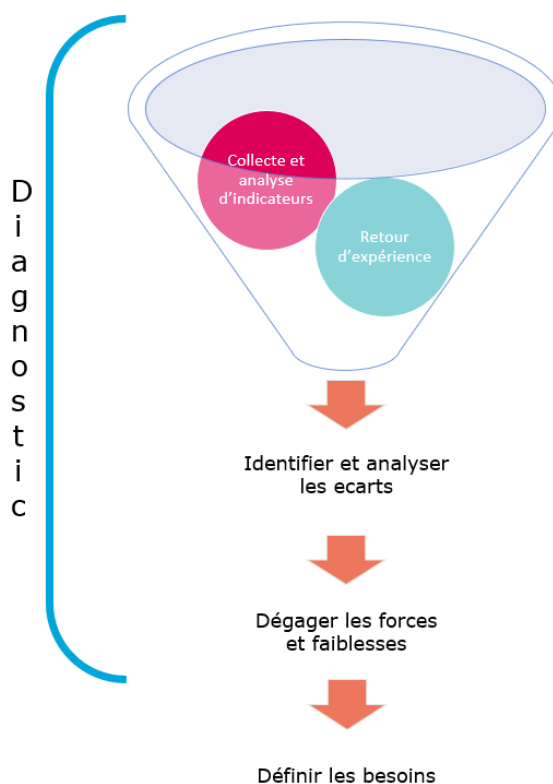 Diagnostic
Collecte et
analyse
d'indicateurs
Retour
d'expérience
Identifier et analyser
les ecarts
Dégager les forces
et faiblesses
Définir les besoins